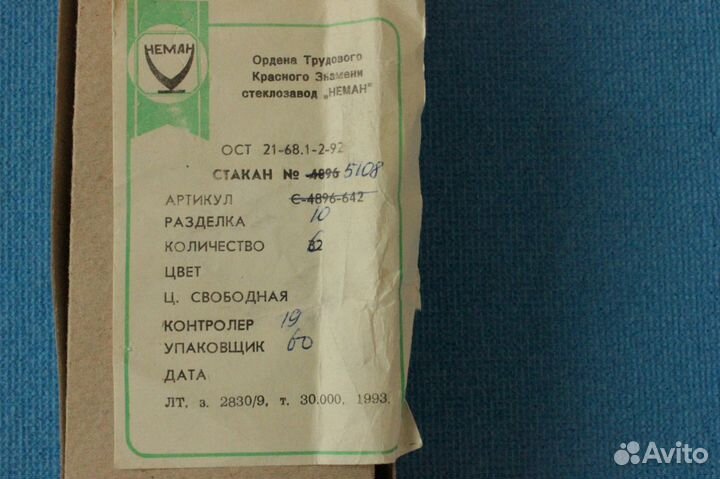 НЕМАН
Ордена Трудового
Красного Знамени
стеклозавод „НЕМАН"
ОСТ 21-68.1-2-92
СТАКАН № 4896 5108
АРТИКУЛ С-4896-642
РАЗДЕЛКА 10
КОЛИЧЕСТВО 6
ЦВЕТ
Ц. СВОБОДНАЯ
КОНТРОЛЕР 19
УПАКОВЩИК 60
ДАТА
ЛТ. з. 2830/9, т. 30.000, 1993.
Avito